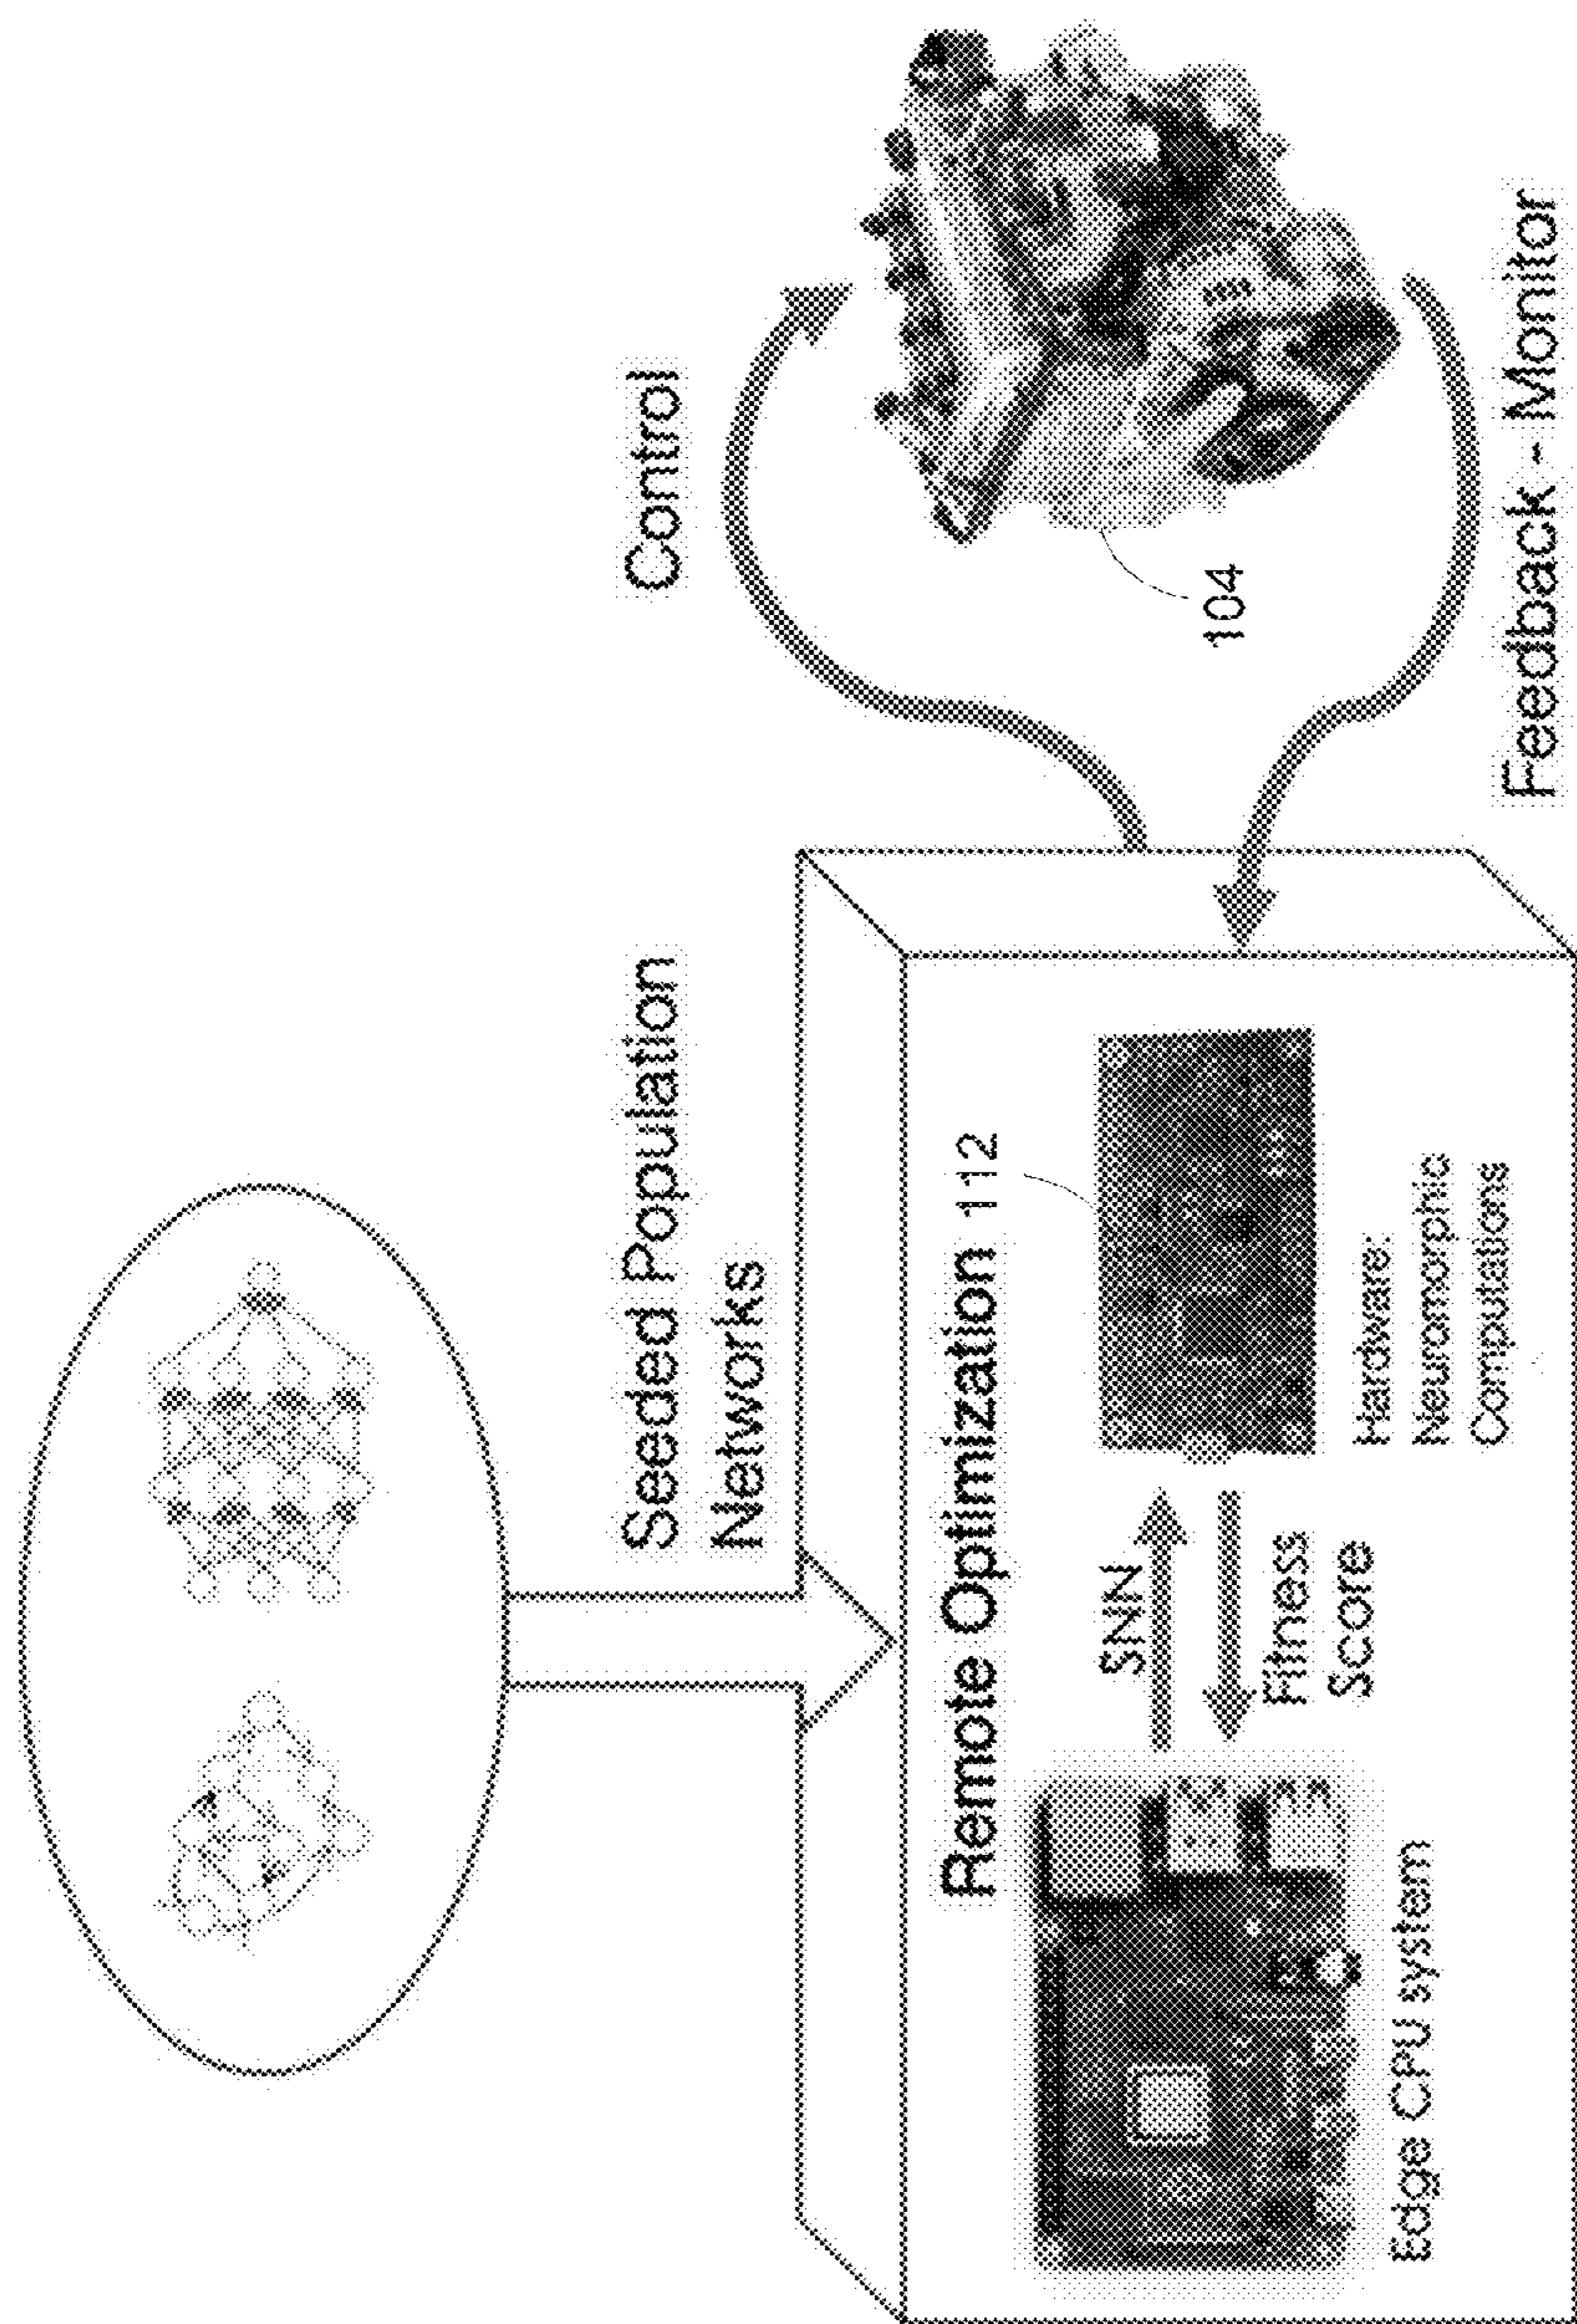 Seeded Population
Networks
Control
Remote Optimization
112
104
SNN
Fitness
Score
Edge CPU system
Hardware:
Neuromorphic
Computations
Feedback - Monitor